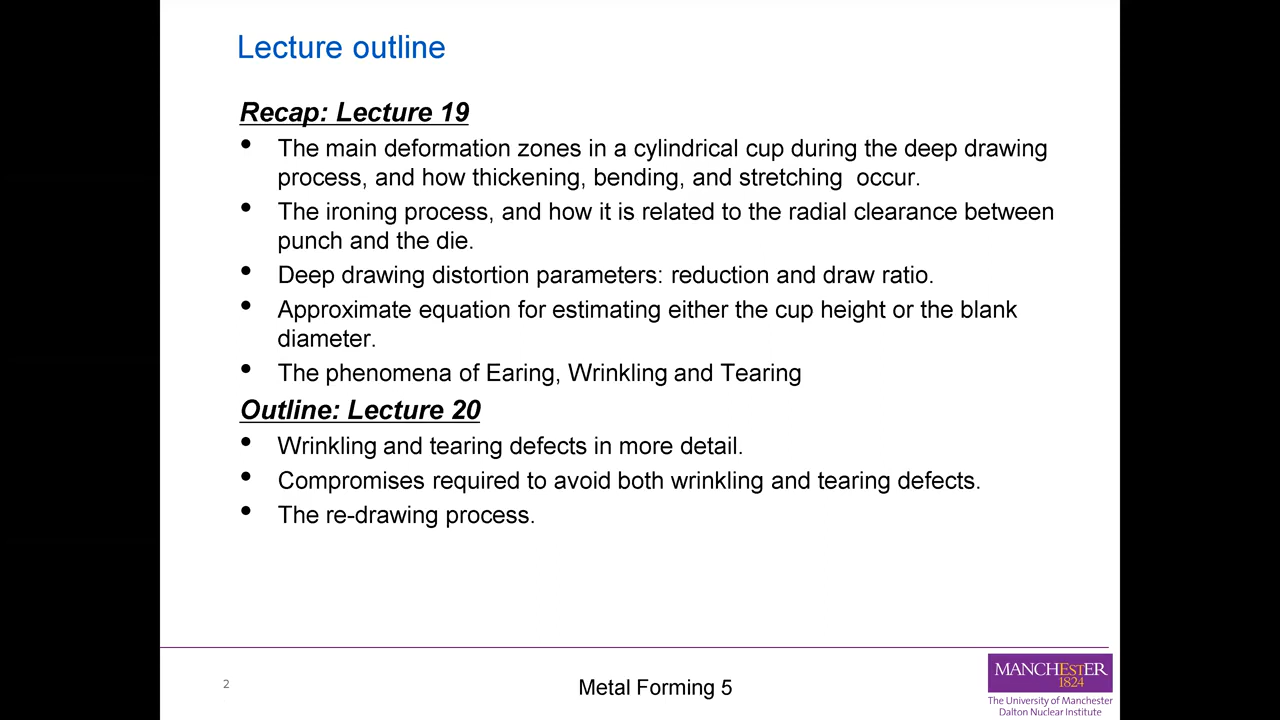 Lecture outline
Recap: Lecture 19
• The main deformation zones in a cylindrical cup during the deep drawing
process, and how thickening, bending, and stretching occur.
• The ironing process, and how it is related to the radial clearance between
punch and the die.
• Deep drawing distortion parameters: reduction and draw ratio.
• Approximate equation for estimating either the cup height or the blank
diameter.
• The phenomena of Earing, Wrinkling and Tearing
Outline: Lecture 20
• Wrinkling and tearing defects in more detail.
• Compromises required to avoid both wrinkling and tearing defects.
• The re-drawing process.
2
Metal Forming 5
MANCHESTER
1824
The University of Manchester
Dalton Nuclear Institute